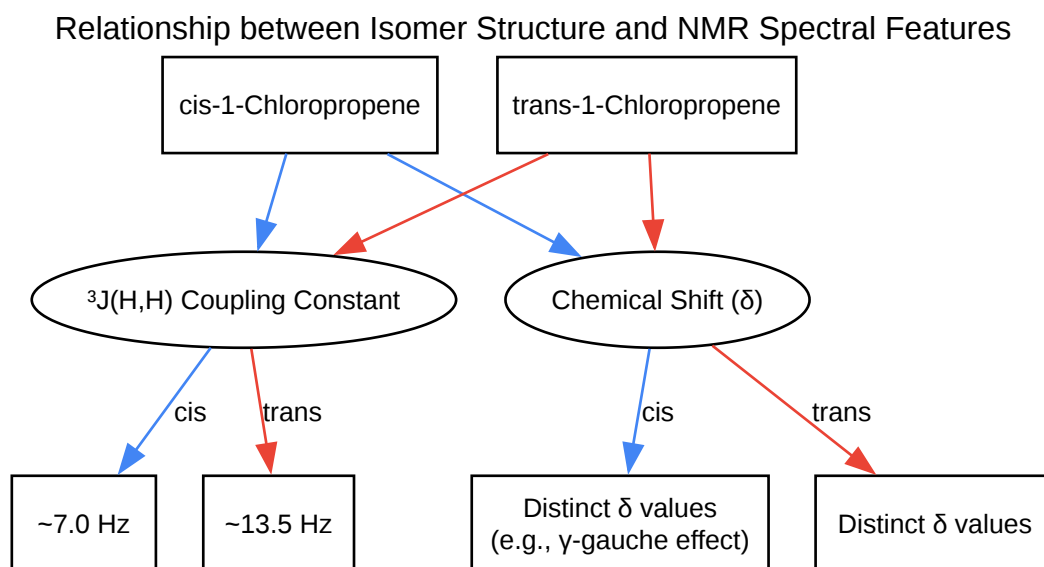 Relationship between Isomer Structure and NMR Spectral Features
cis-1-Chloropropene
trans-1-Chloropropene
³J(H,H) Coupling Constant
Chemical Shift (δ)
cis
trans
cis
trans
~7.0 Hz
~13.5 Hz
Distinct δ values
(e.g., γ-gauche effect)
Distinct δ values